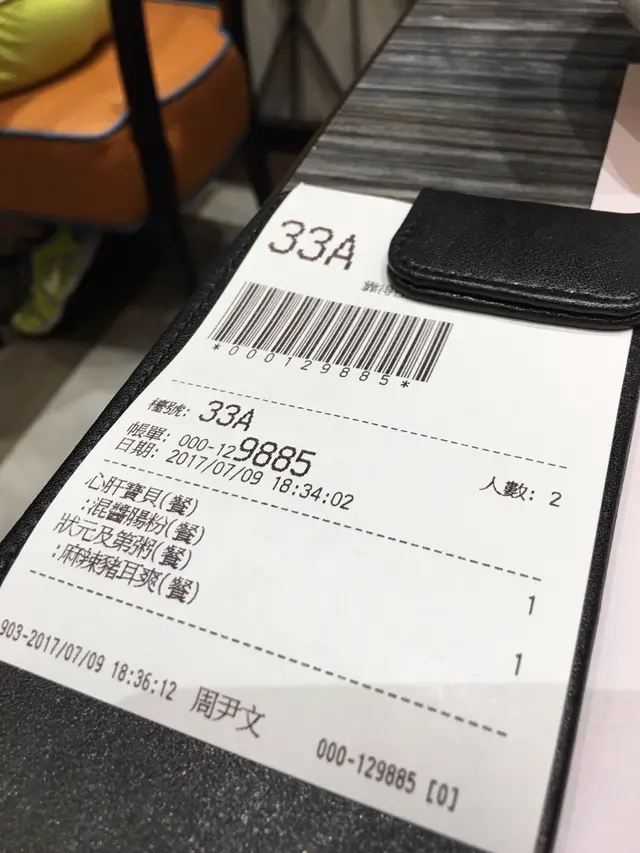 33A
*000129885*
檯號: 33A
帳單: 000-129885
人數: 2
日期: 2017/07/09 18:34:02
心肝寶貝(餐) 1
:混醬腸粉(餐)
狀元及第粥(餐) 1
:麻辣豬耳爽(餐)
903-2017/07/09 18:36:12 周尹文 000-129885 [0]